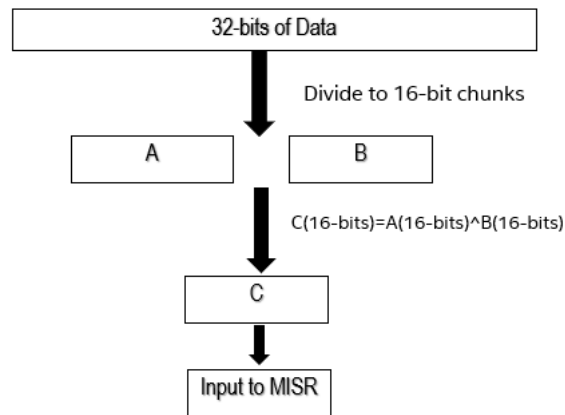 32-bits of Data
Divide to 16-bit chunks
A
B
C(16-bits)=A(16-bits)^B(16-bits)
C
Input to MISR